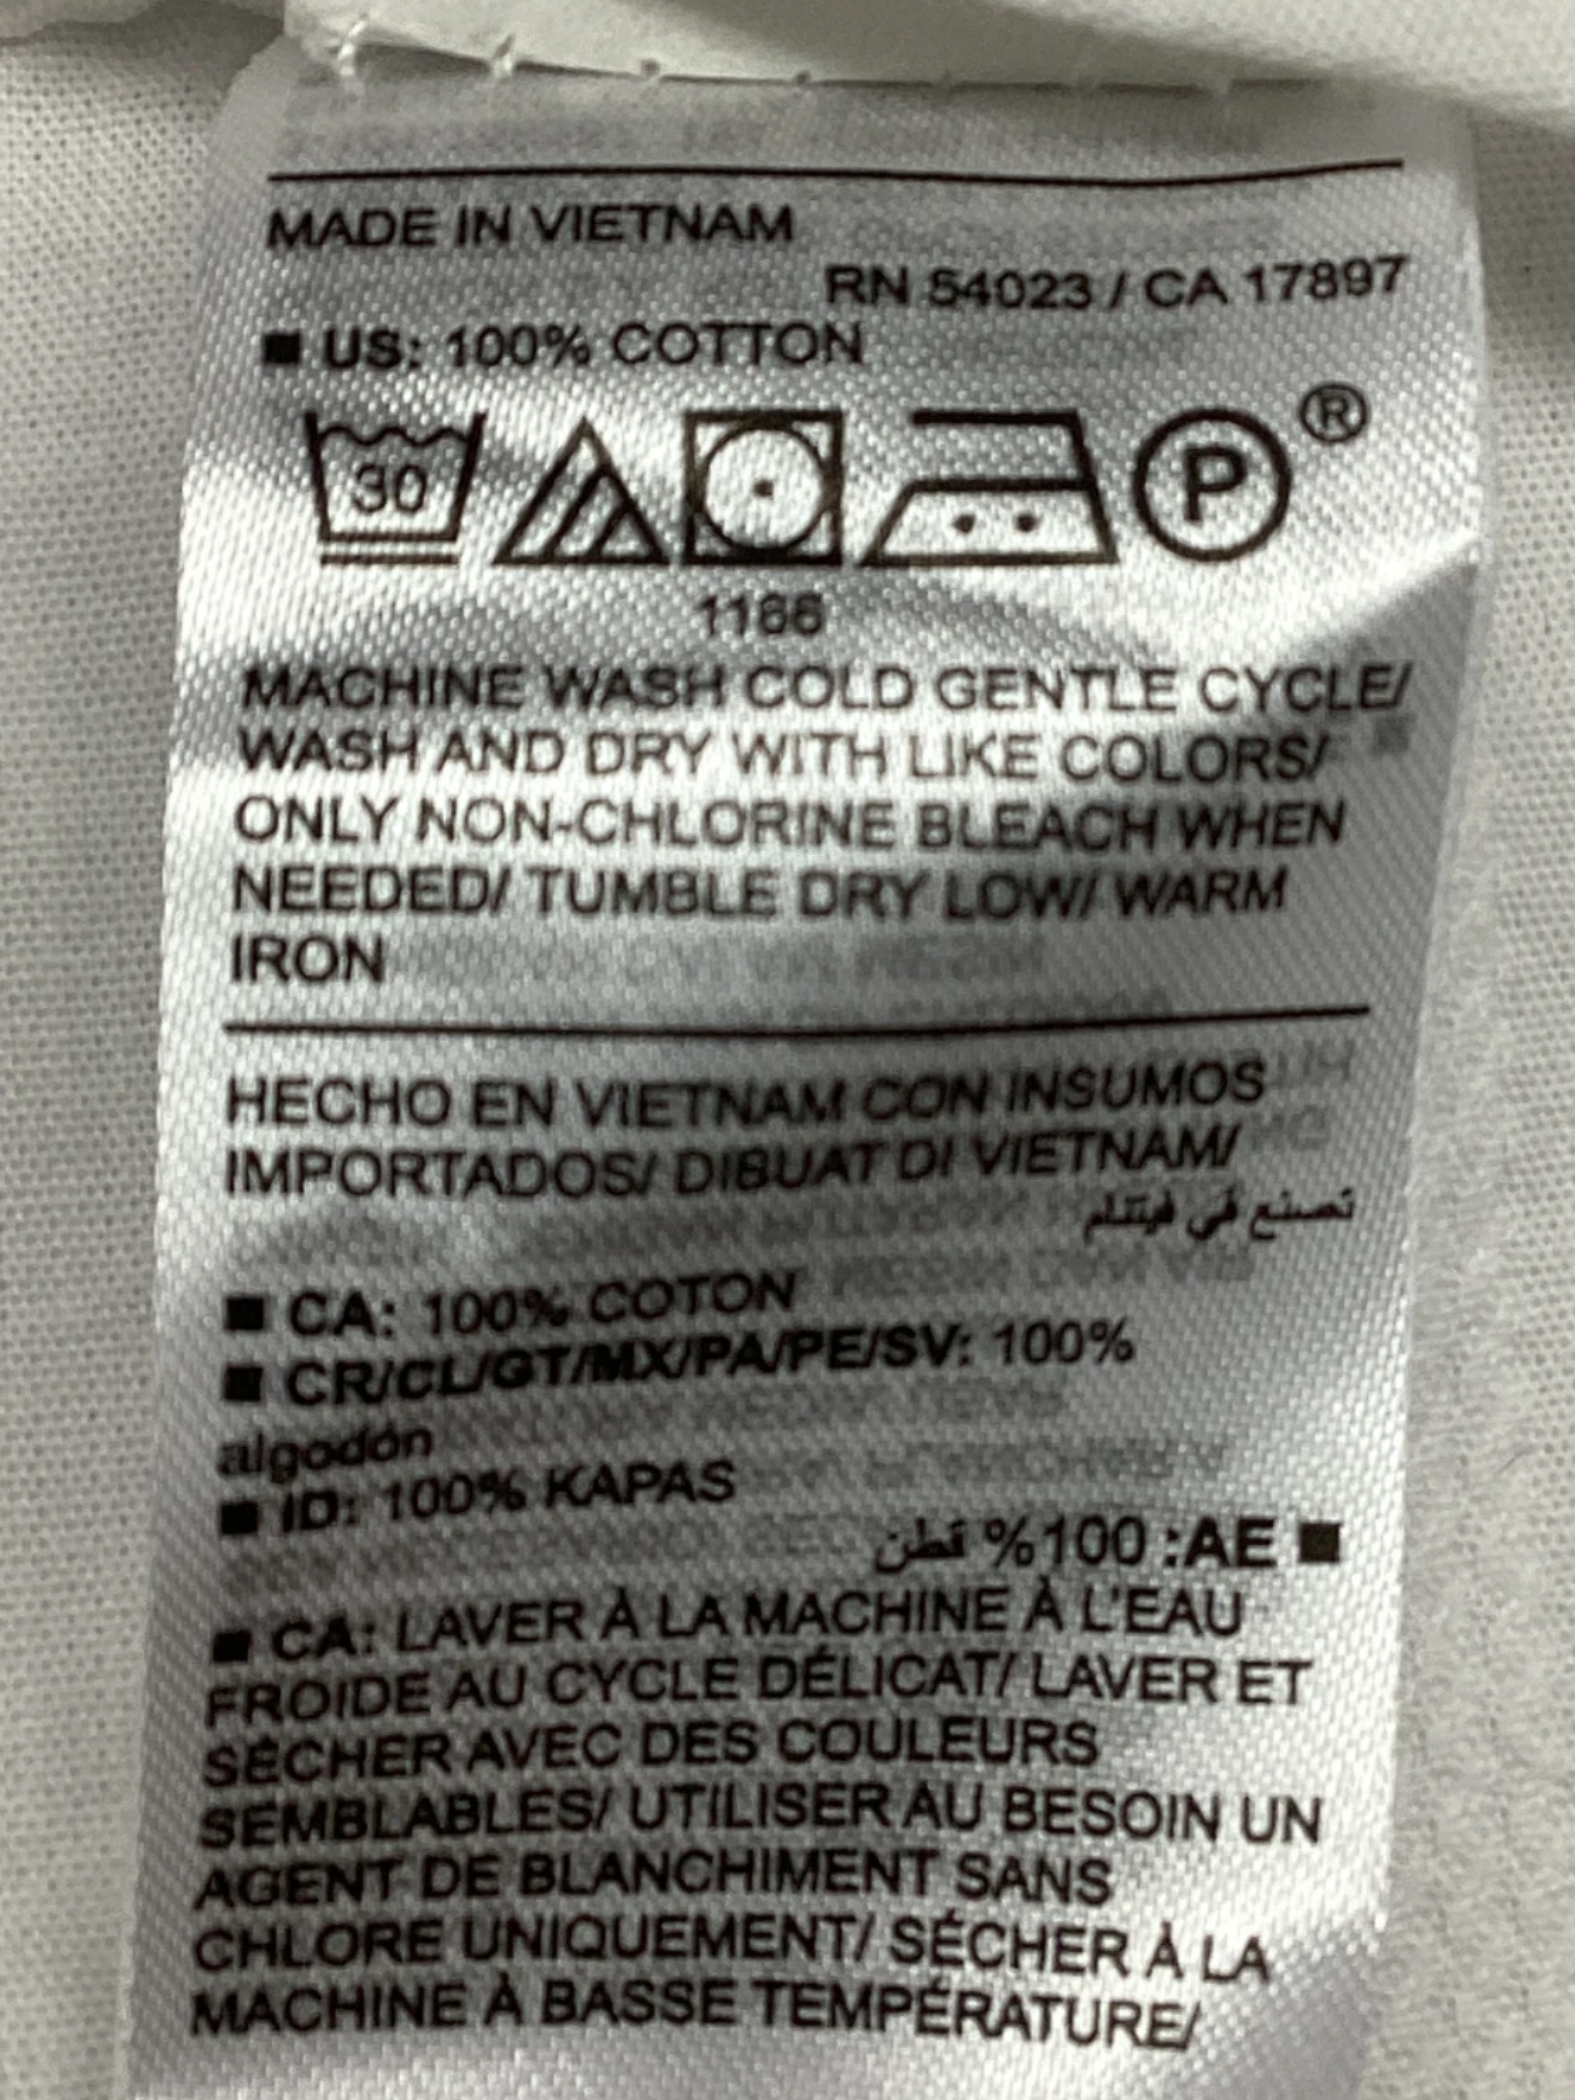 MADE IN VIETNAM
RN 54023 / CA 17897
■ US: 100% COTTON
30
P ®
1166
MACHINE WASH COLD GENTLE CYCLE/
WASH AND DRY WITH LIKE COLORS/
ONLY NON-CHLORINE BLEACH WHEN
NEEDED/ TUMBLE DRY LOW/ WARM
IRON
HECHO EN VIETNAM CON INSUMOS
IMPORTADOS/ DIBUAT DI VIETNAM/
تصنع في فيتنام
■ CA: 100% COTON
■ CR/CL/GT/MX/PA/PE/SV: 100%
algodón
■ ID: 100% KAPAS
■ AE: 100% قطن
■ CA: LAVER À LA MACHINE À L'EAU
FROIDE AU CYCLE DÉLICAT/ LAVER ET
SÉCHER AVEC DES COULEURS
SEMBLABLES/ UTILISER AU BESOIN UN
AGENT DE BLANCHIMENT SANS
CHLORE UNIQUEMENT/ SÉCHER À LA
MACHINE À BASSE TEMPÉRATURE/